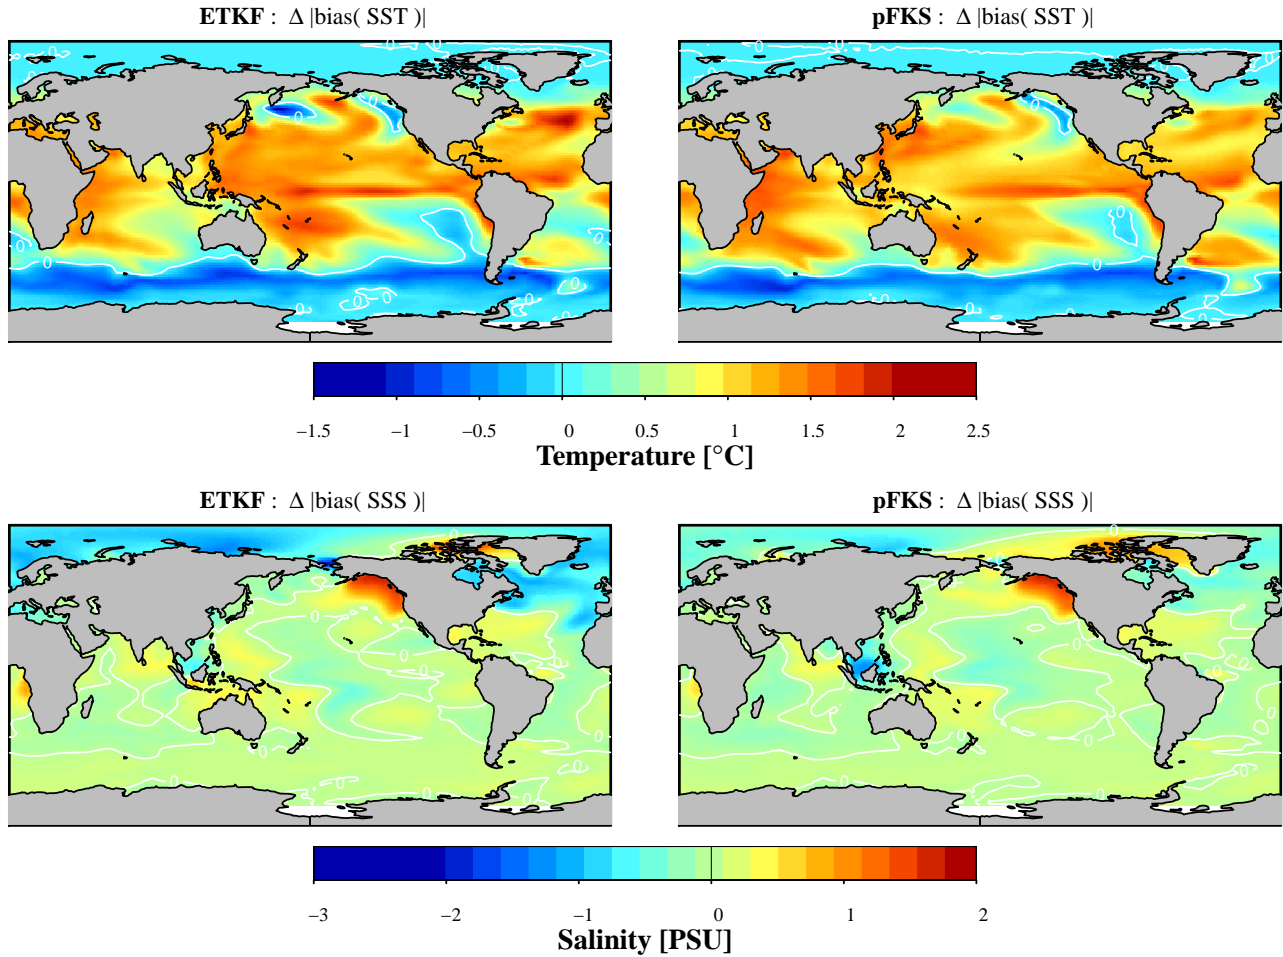 ETKF : Δ |bias( SST )|
pFKS : Δ |bias( SST )|
−1.5 −1 −0.5 0 0.5 1 1.5 2 2.5
Temperature [°C]
ETKF : Δ |bias( SSS )|
pFKS : Δ |bias( SSS )|
−3 −2 −1 0 1 2
Salinity [PSU]